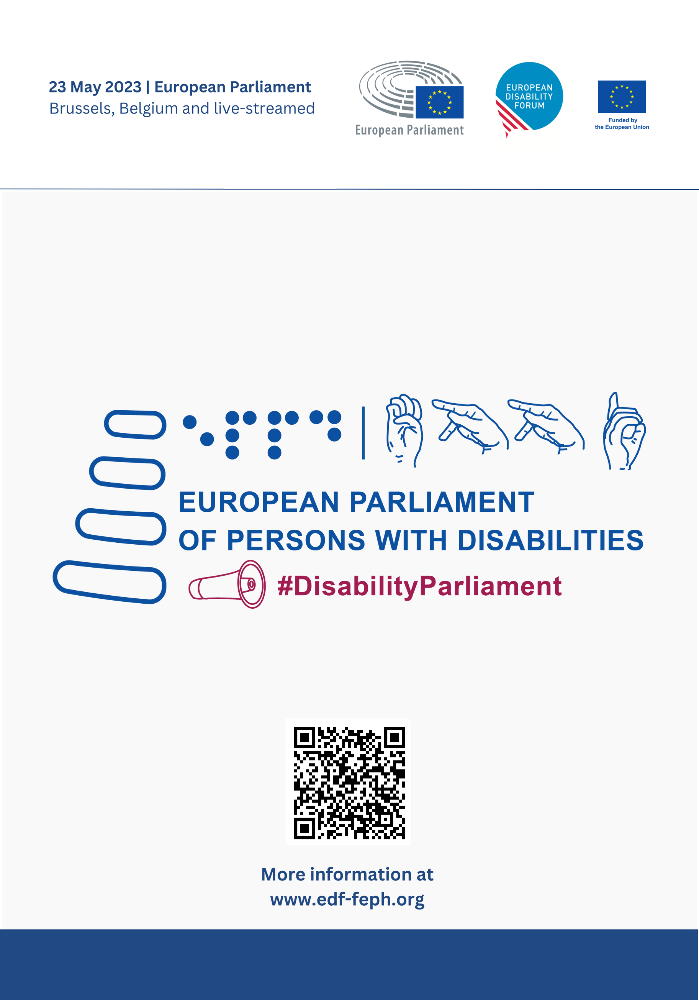 23 May 2023 | European Parliament
Brussels, Belgium and live-streamed
European Parliament
EUROPEAN
DISABILITY
FORUM
Funded by
the European Union
⠑⠏⠏⠙
EUROPEAN PARLIAMENT
OF PERSONS WITH DISABILITIES
#DisabilityParliament
More information at
www.edf-feph.org